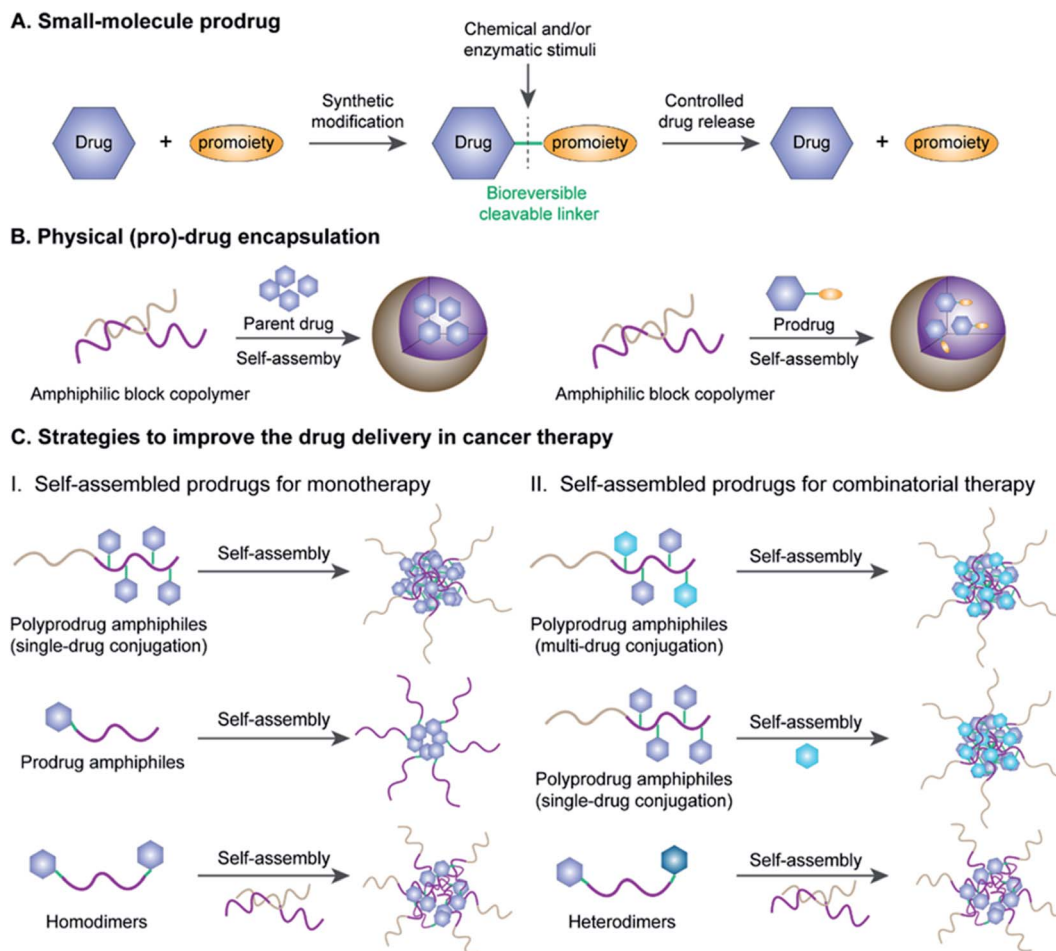 A. Small-molecule prodrug
Chemical and/or
enzymatic stimuli
Drug
+
promoiety
Synthetic
modification
Drug
promoiety
Controlled
drug release
Drug
+
promoiety
Bioreversible
cleavable linker
B. Physical (pro)-drug encapsulation
Parent drug
Self-assemby
Amphiphilic block copolymer
Prodrug
Self-assembly
Amphiphilic block copolymer
C. Strategies to improve the drug delivery in cancer therapy
I. Self-assembled prodrugs for monotherapy
Self-assembly
Polyprodrug amphiphiles
(single-drug conjugation)
Self-assembly
Prodrug amphiphiles
Self-assembly
Homodimers
II. Self-assembled prodrugs for combinatorial therapy
Self-assembly
Polyprodrug amphiphiles
(multi-drug conjugation)
Self-assembly
Polyprodrug amphiphiles
(single-drug conjugation)
Self-assembly
Heterodimers